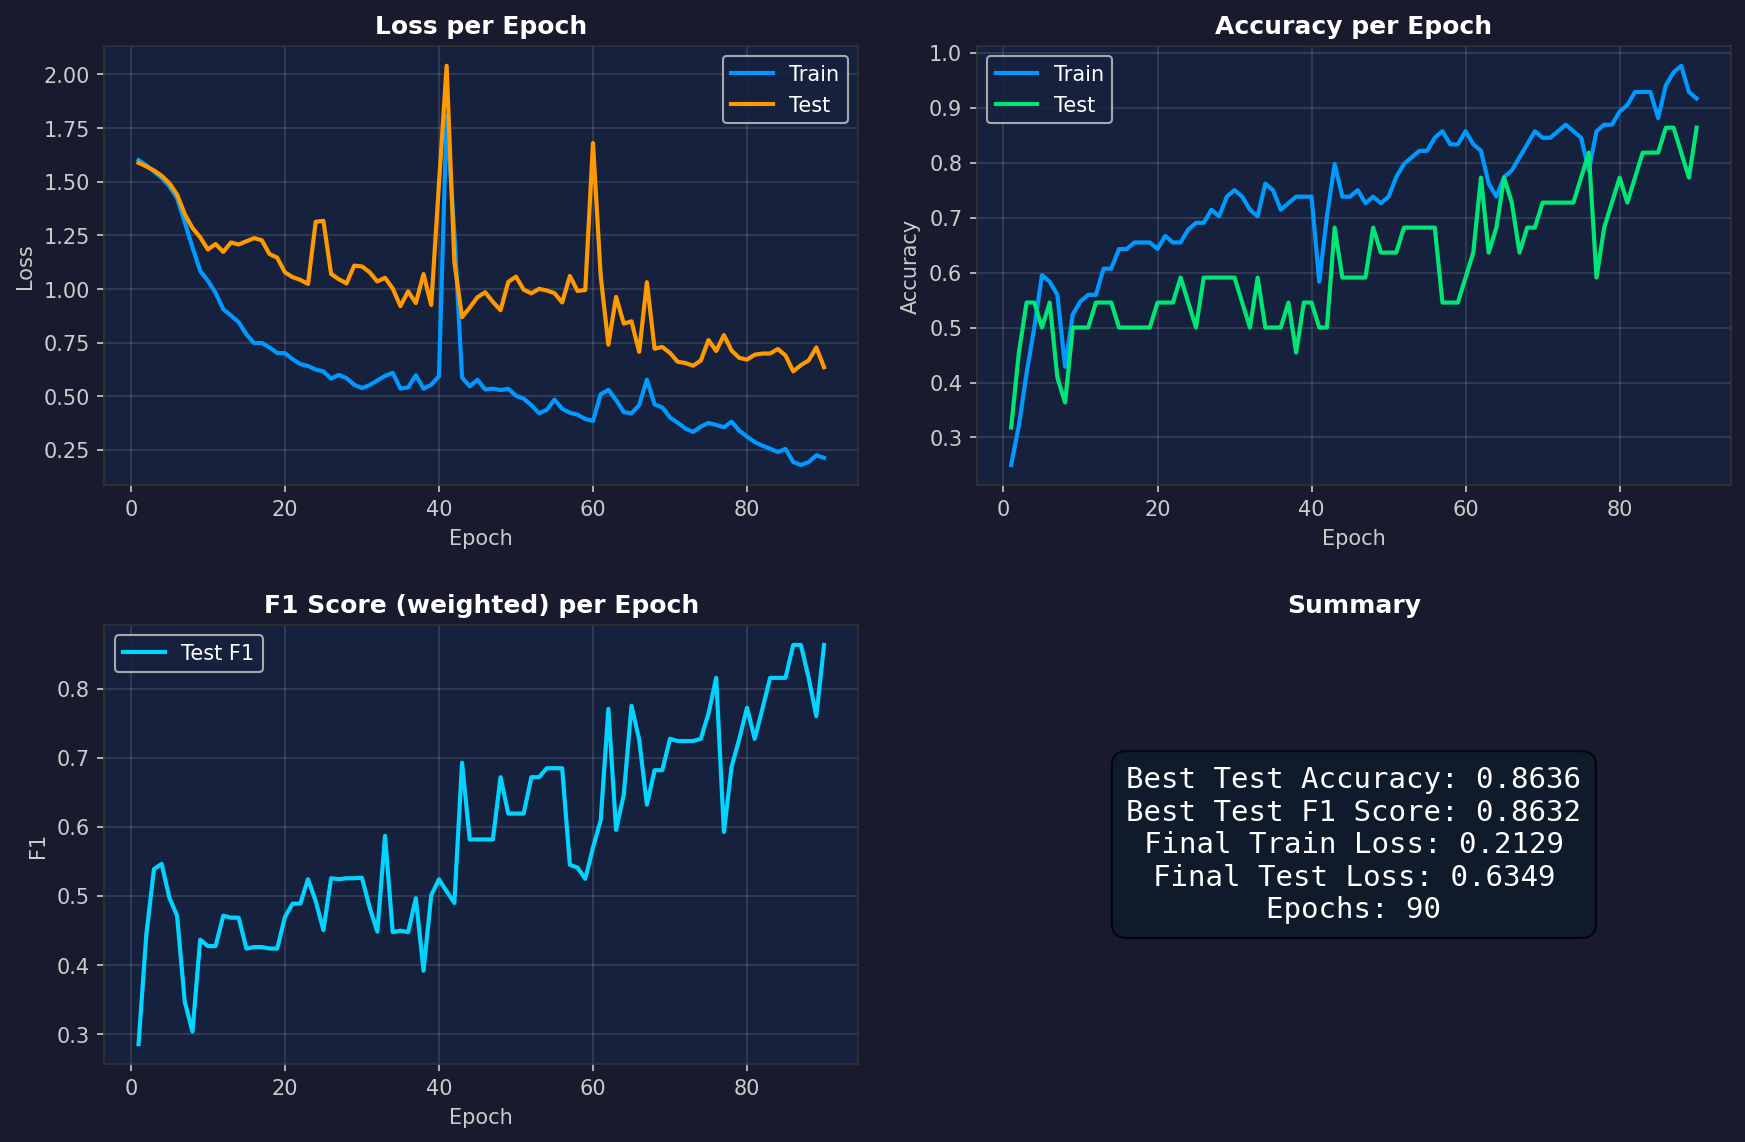 Loss per Epoch
2.00
1.75
1.50
1.25
1.00
0.75
0.50
0.25
Loss
Train
Test
0 20 40 60 80
Epoch
Accuracy per Epoch
1.0
0.9
0.8
0.7
0.6
0.5
0.4
0.3
Accuracy
Train
Test
0 20 40 60 80
Epoch
F1 Score (weighted) per Epoch
0.8
0.7
0.6
0.5
0.4
0.3
F1
Test F1
0 20 40 60 80
Epoch
Summary
Best Test Accuracy: 0.8636
Best Test F1 Score: 0.8632
Final Train Loss: 0.2129
Final Test Loss: 0.6349
Epochs: 90